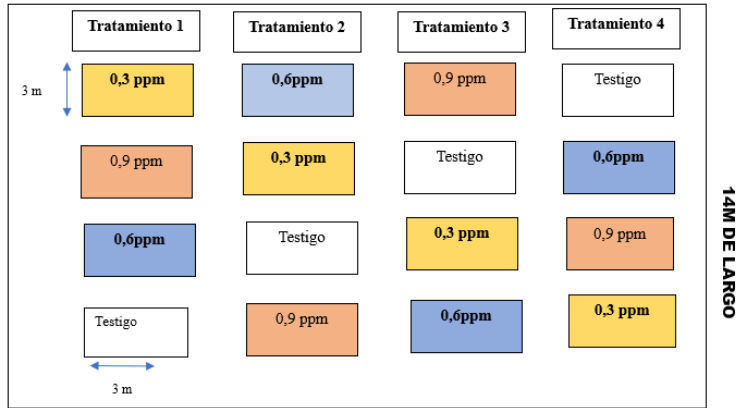 Tratamiento 1 Tratamiento 2 Tratamiento 3 Tratamiento 4
3 m 0,3 ppm 0,6ppm 0,9 ppm Testigo
0,9 ppm 0,3 ppm Testigo 0,6ppm
0,6ppm Testigo 0,3 ppm 0,9 ppm
Testigo 0,9 ppm 0,6ppm 0,3 ppm
3 m
14M DE LARGO